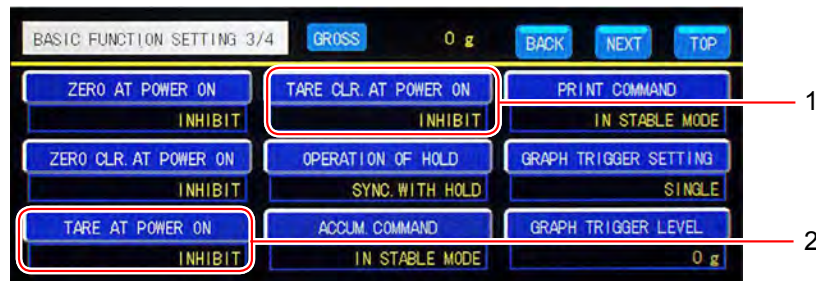 BASIC FUNCTION SETTING 3/4 GROSS 0 g BACK NEXT TOP
ZERO AT POWER ON TARE CLR. AT POWER ON PRINT COMMAND 1
INHIBIT INHIBIT IN STABLE MODE
ZERO CLR. AT POWER ON OPERATION OF HOLD GRAPH TRIGGER SETTING
INHIBIT SYNC. WITH HOLD SINGLE
TARE AT POWER ON ACCUM. COMMAND GRAPH TRIGGER LEVEL 2
INHIBIT IN STABLE MODE 0 g